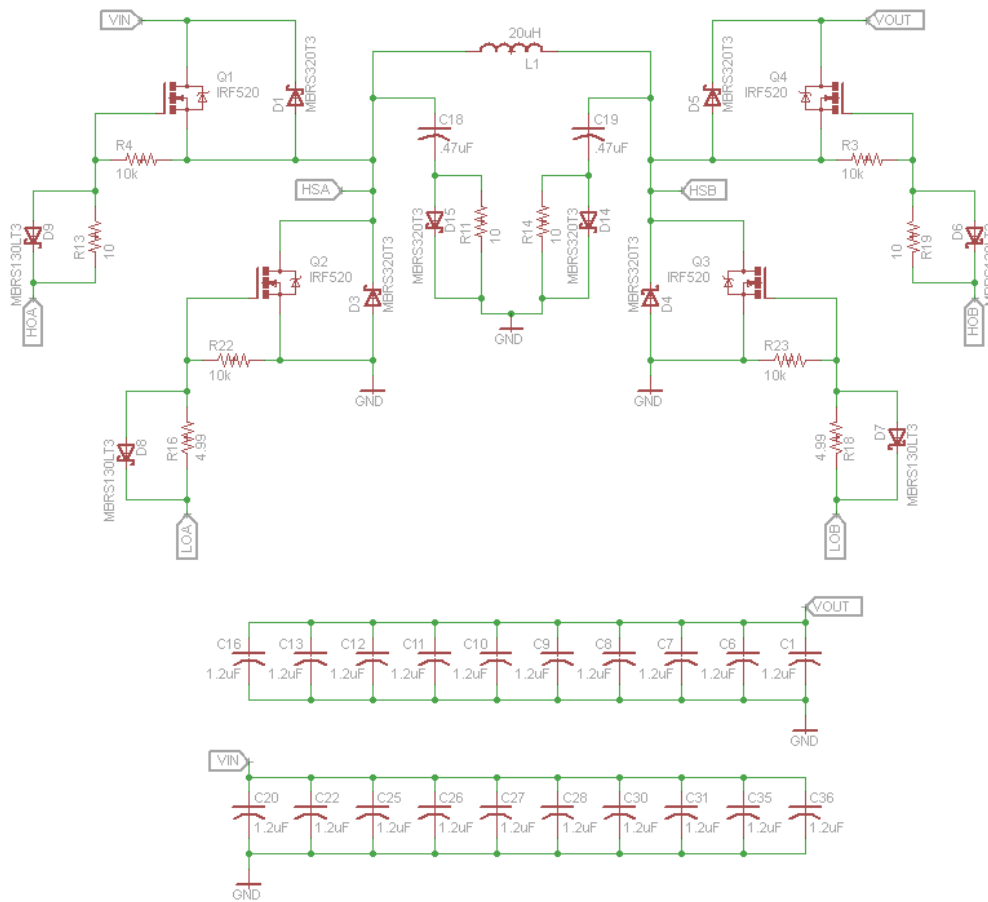 VIN
VOUT
20uH
L1
Q1
IRF520
D1
MBRS320T3
D5
MBRS320T3
Q4
IRF520
C18
.47uF
C19
.47uF
R4
10k
R3
10k
HSA
HSB
D9
MBRS130LT3
R13
10
D15
MBRS320T3
R11
10
R14
10
D14
MBRS320T3
R19
10
D6
MBRS130LT3
Q2
IRF520
D3
MBRS320T3
D4
MBRS320T3
Q3
IRF520
HOA
HOB
GND
R22
10k
R23
10k
GND
GND
D8
MBRS130LT3
R16
4.99
R18
4.99
D7
MBRS130LT3
LOA
LOB
VOUT
C16 C13 C12 C11 C10 C9 C8 C7 C6 C1
1.2uF 1.2uF 1.2uF 1.2uF 1.2uF 1.2uF 1.2uF 1.2uF 1.2uF 1.2uF
GND
VIN
C20 C22 C25 C26 C27 C28 C30 C31 C35 C36
1.2uF 1.2uF 1.2uF 1.2uF 1.2uF 1.2uF 1.2uF 1.2uF 1.2uF 1.2uF
GND